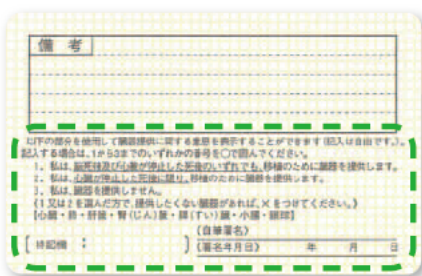 備 考
以下の部分を使用して臓器提供に関する意思を表示することができます(記入は自由です。)。
記入する場合は、1から3までのいずれかの番号を〇で囲んでください。
1. 私は、脳死後及び心臓が停止した死後のいずれでも、移植のために臓器を提供します。
2. 私は、心臓が停止した死後に限り、移植のために臓器を提供します。
3. 私は、臓器を提供しません。
《1又は2を選んだ方で、提供したくない臓器があれば、×をつけてください。》
【心臓・肺・肝臓・腎(じん)臓・膵(すい)臓・小腸・眼球】
〔特記欄： 〕
《自筆署名》
《署名年月日》 年 月 日